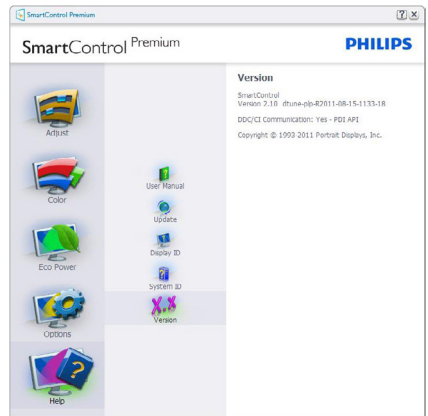 SmartControl Premium
SmartControl Premium
PHILIPS
Adjust
Color
Eco Power
Options
Help
User Manual
Update
Display ID
System ID
Version
Version
SmartControl
Version 2.10 dtune-plp-R2011-08-15-1133-18
DDC/CI Communication: Yes - PDI API
Copyright © 1993-2011 Portrait Displays, Inc.